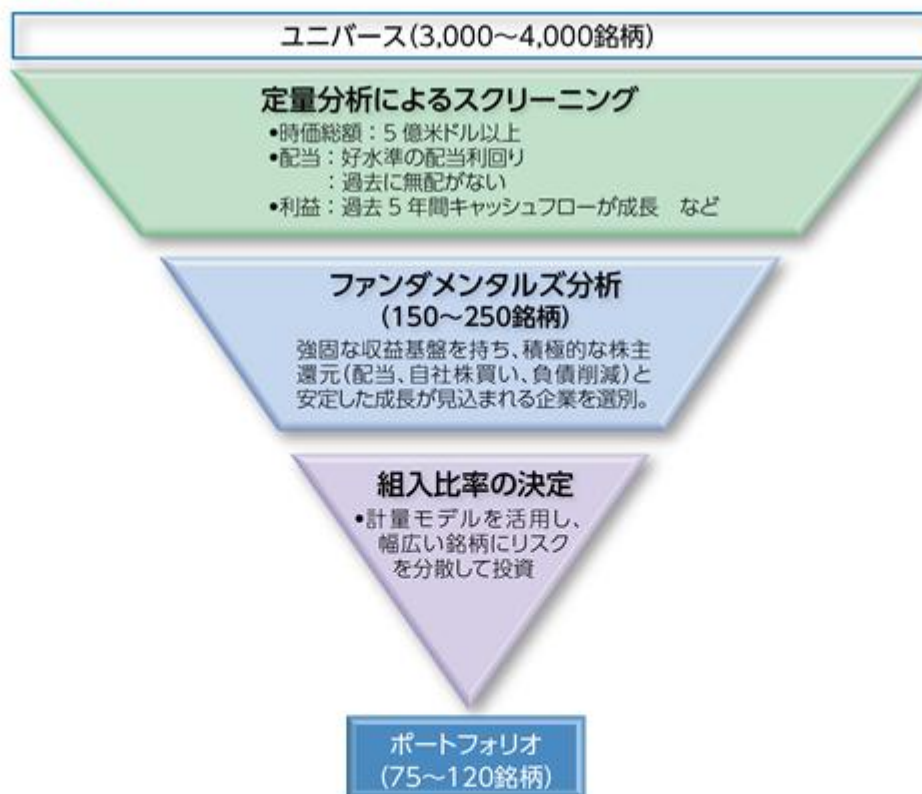 ユニバース(3,000～4,000銘柄)
定量分析によるスクリーニング
•時価総額：5億米ドル以上
•配当：好水準の配当利回り
：過去に無配がない
•利益：過去5年間キャッシュフローが成長　など
ファンダメンタルズ分析
(150～250銘柄)
強固な収益基盤を持ち、積極的な株主
還元(配当、自社株買い、負債削減)と
安定した成長が見込まれる企業を選別。
組入比率の決定
•計量モデルを活用し、
幅広い銘柄にリスク
を分散して投資
ポートフォリオ
(75～120銘柄)